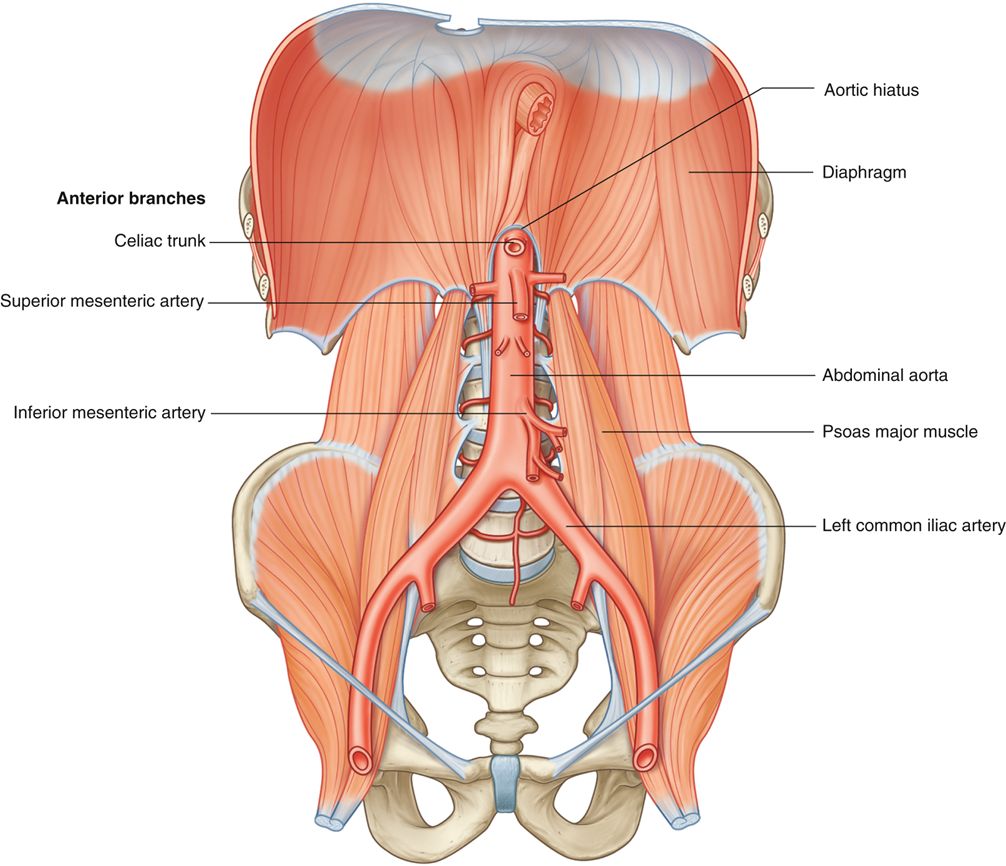 Anterior branches
Celiac trunk
Superior mesenteric artery
Inferior mesenteric artery
Aortic hiatus
Diaphragm
Abdominal aorta
Psoas major muscle
Left common iliac artery